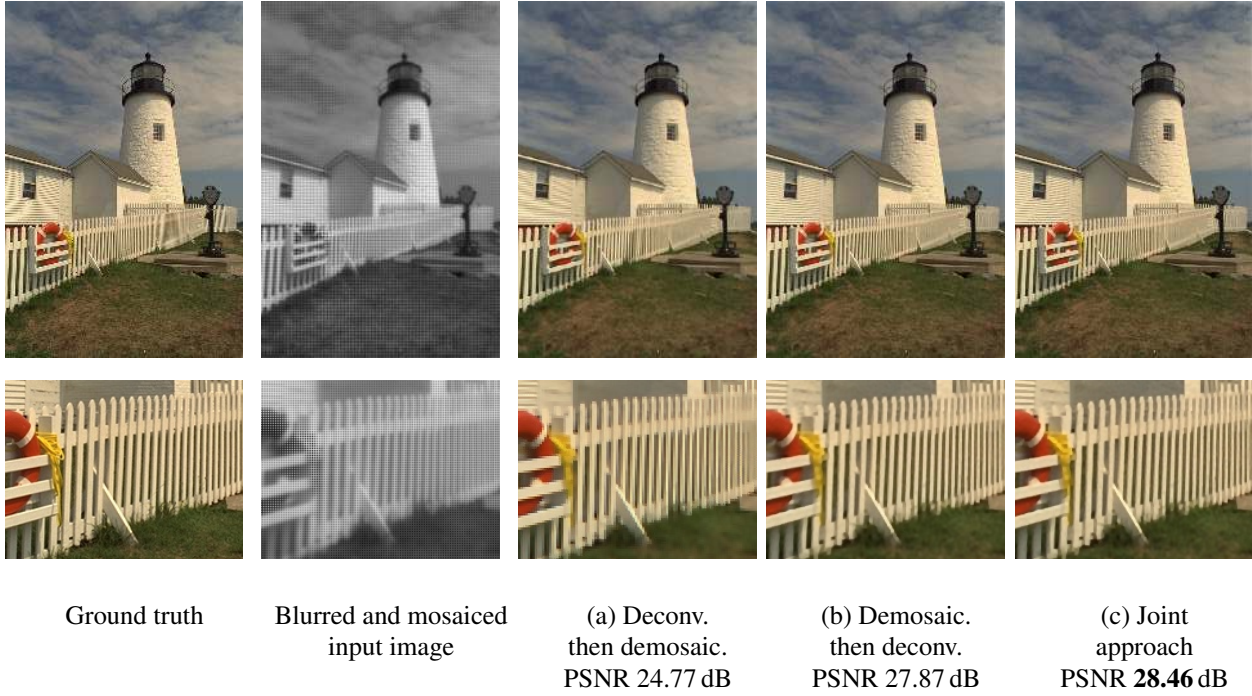 Ground truth
Blurred and mosaiced
input image
(a) Deconv.
then demosaic.
PSNR 24.77 dB
(b) Demosaic.
then deconv.
PSNR 27.87 dB
(c) Joint
approach
PSNR 28.46 dB